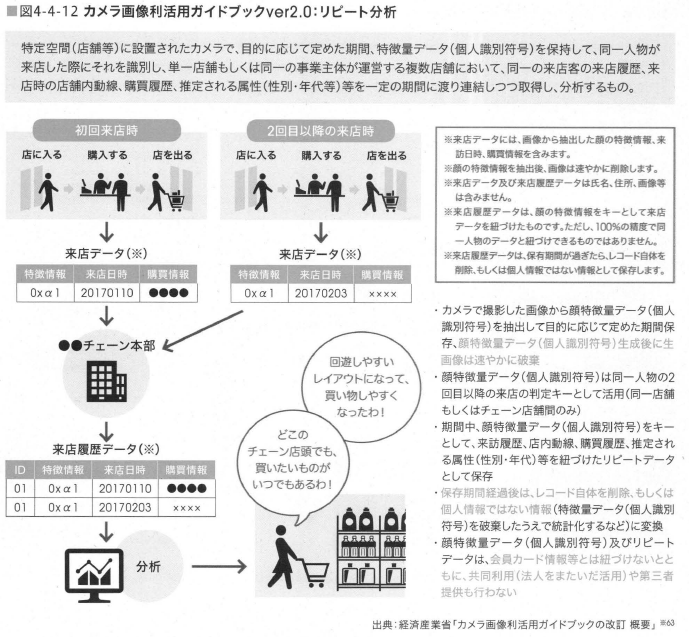 ■図4-4-12 カメラ画像利活用ガイドブックver2.0：リピート分析
特定空間（店舗等）に設置されたカメラで、目的に応じて定めた期間、特徴量データ（個人識別符号）を保持して、同一人物が
来店した際にそれを識別し、単一店舗もしくは同一の事業主体が運営する複数店舗において、同一の来店客の来店履歴、来
店時の店舗内動線、購買履歴、推定される属性（性別・年代等）等を一定の期間に渡り連結しつつ取得し、分析するもの。
初回来店時
店に入る 購入する 店を出る
2回目以降の来店時
店に入る 購入する 店を出る
来店データ（※）
特徴情報 来店日時 購買情報
0xα1 20170110 ●●●●
来店データ（※）
特徴情報 来店日時 購買情報
0xα1 20170203 ××××
●●チェーン本部
来店履歴データ（※）
ID 特徴情報 来店日時 購買情報
01 0xα1 20170110 ●●●●
01 0xα1 20170203 ××××
分析
回遊しやすい
レイアウトになって、
買い物しやすく
なったわ！
どこの
チェーン店頭でも、
買いたいものが
いつでもあるわ！
※来店データには、画像から抽出した顔の特徴情報、来
訪日時、購買情報を含みます。
※顔の特徴情報を抽出後、画像は速やかに削除します。
※来店データ及び来店履歴データは氏名、住所、画像等
は含みません。
※来店履歴データは、顔の特徴情報をキーとして来店
データを紐づけたものです。ただし、100%の精度で同
一人物のデータと紐づけできるものではありません。
※来店履歴データは、保有期間が過ぎたら、レコード自体を
削除、もしくは個人情報ではない情報として保存します。
・カメラで撮影した画像から顔特徴量データ（個人
識別符号）を抽出して目的に応じて定めた期間保
存、顔特徴量データ（個人識別符号）生成後に生
画像は速やかに破棄
・顔特徴量データ（個人識別符号）は同一人物の2
回目以降の来店の判定キーとして活用（同一店舗
もしくはチェーン店舗間のみ）
・期間中、顔特徴量データ（個人識別符号）をキー
として、来訪履歴、店内動線、購買履歴、推定され
る属性（性別・年代）等を紐づけたリピートデータ
として保存
・保存期間経過後は、レコード自体を削除、もしくは
個人情報ではない情報（特徴量データ（個人識別
符号）を破棄したうえで統計化するなど）に変換
・顔特徴量データ（個人識別符号）及びリピート
データは、会員カード情報等とは紐づけないとと
もに、共同利用（法人をまたいだ活用）や第三者
提供も行わない
出典：経済産業省「カメラ画像利活用ガイドブックの改訂 概要」※63